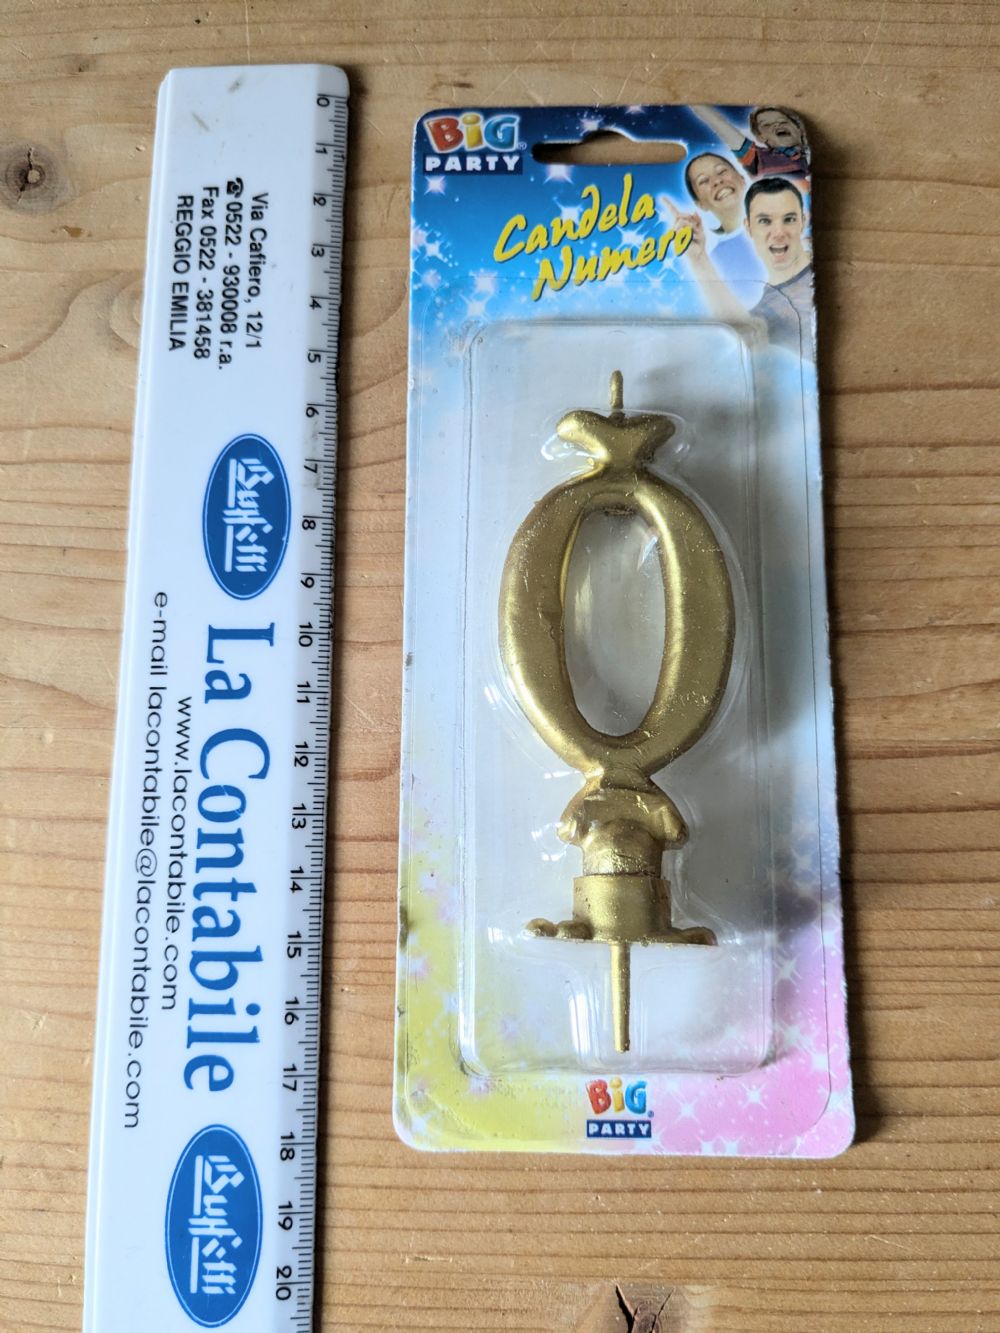 Via Cafiero, 12/1
☎ 0522 - 930008 r.a.
Fax 0522 - 381458
REGGIO EMILIA
Buffetti
La Contabile
www.lacontabile.com
e-mail lacontabile@lacontabile.com
Buffetti
0 1 2 3 4 5 6 7 8 9 10 11 12 13 14 15 16 17 18 19 20
BiG®
PARTY
Candela
Numero
BiG®
PARTY